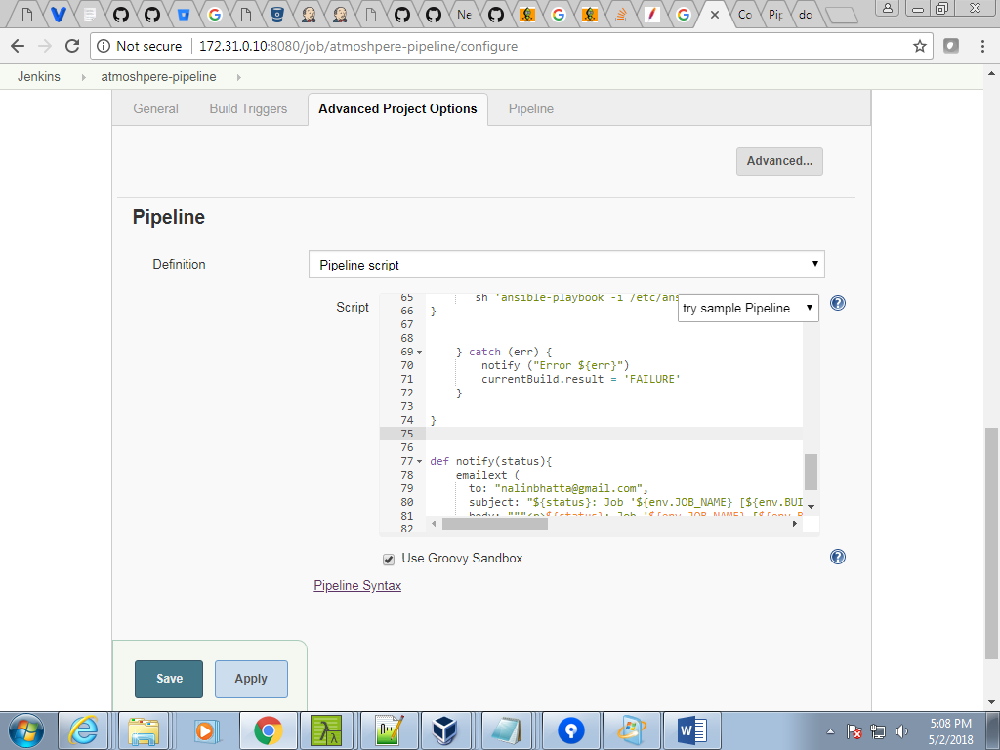 Ne
Co
Pip
do
Not secure
172.31.0.10:8080/job/atmoshpere-pipeline/configure
Jenkins
atmoshpere-pipeline
General
Build Triggers
Advanced Project Options
Pipeline
Advanced...
Pipeline
Definition
Pipeline script
Script
65 sh 'ansible-playbook -i /etc/ans
try sample Pipeline...
66 }
67
68
69 } catch (err) {
70 notify ("Error ${err}")
71 currentBuild.result = 'FAILURE'
72 }
73
74 }
75
76
77 def notify(status){
78 emailext (
79 to: "nalinbhatta@gmail.com",
80 subject: "${status}: Job '${env.JOB_NAME} [${env.BUI
81 body: """<p>${status}: Job '${env.JOB_NAME} [${env.B
82
Use Groovy Sandbox
Pipeline Syntax
Save
Apply
5:08 PM
5/2/2018